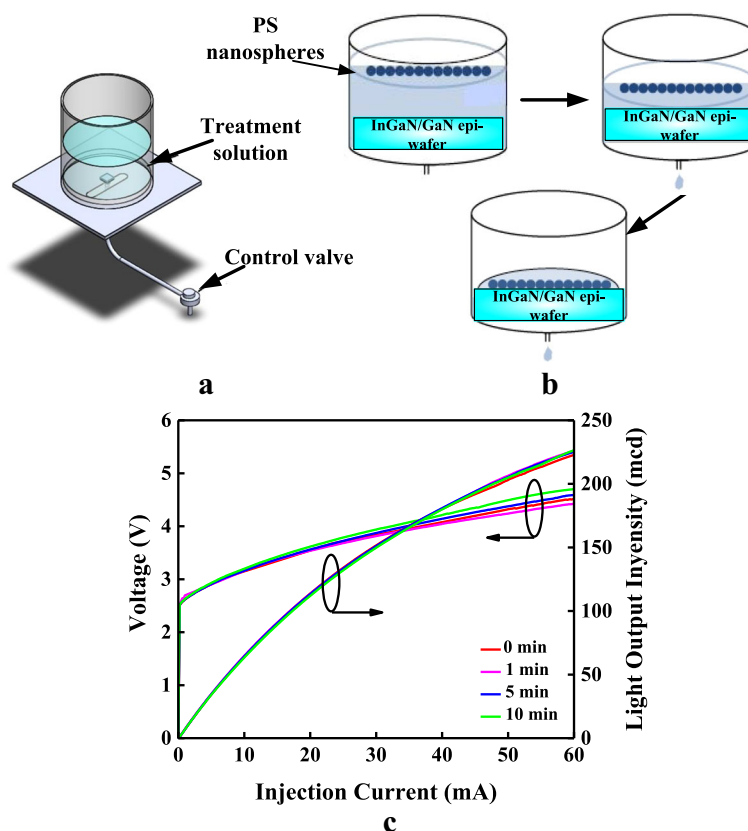 PS
nanospheres
InGaN/GaN epi-
wafer
InGaN/GaN epi-
wafer
Treatment
solution
Control valve
InGaN/GaN epi-
wafer
a
b
6
5
4
3
2
1
0
Voltage (V)
250
200
150
100
50
0
Light Output Inyensity (mcd)
0 min
1 min
5 min
10 min
0
10
20
30
40
50
60
Injection Current (mA)
c